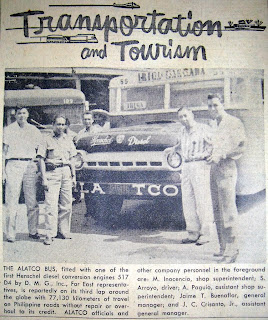 Transportation
and Tourism
Henschel Diesel
LA TCO
THE ALATCO BUS, fitted with one of the
first Henschel diesel conversion engines 517
D4 by D. M. G., Inc., Far East representa-
tives, is reportedly on its third lap around
the globe with 77,130 kilometers of travel
on Philippine roads without repair or over-
haul to its credit. ALATCO officials and
other company personnel in the foreground
are: M. Inocencio, shop superintendent; S.
Arroyo, driver; A. Pagulo, assistant shop su-
perintendent; Jaime T. Buenaflor, general
manager; and J. C. Crisanto, Jr., assistant
general manager.